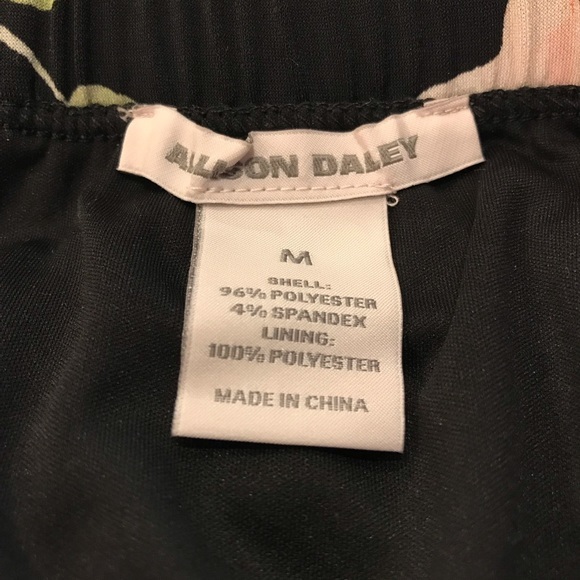 ALLISON DALEY
M
SHELL:
96% POLYESTER
4% SPANDEX
LINING:
100% POLYESTER
MADE IN CHINA